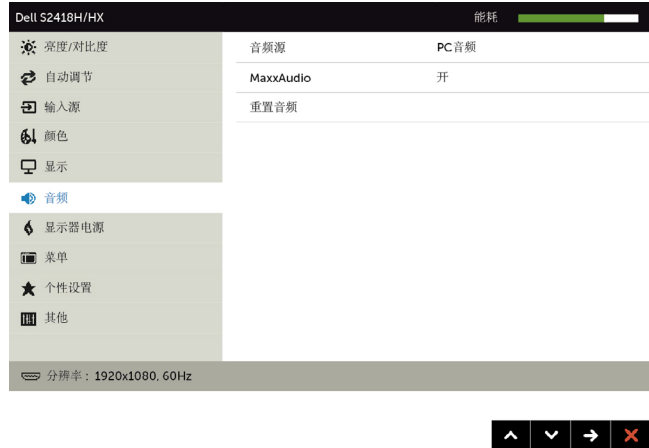 Dell S2418H/HX 能耗
亮度/对比度 音频源 PC音频
自动调节 MaxxAudio 开
输入源 重置音频
颜色
显示
音频
显示器电源
菜单
个性设置
其他
分辨率：1920x1080, 60Hz